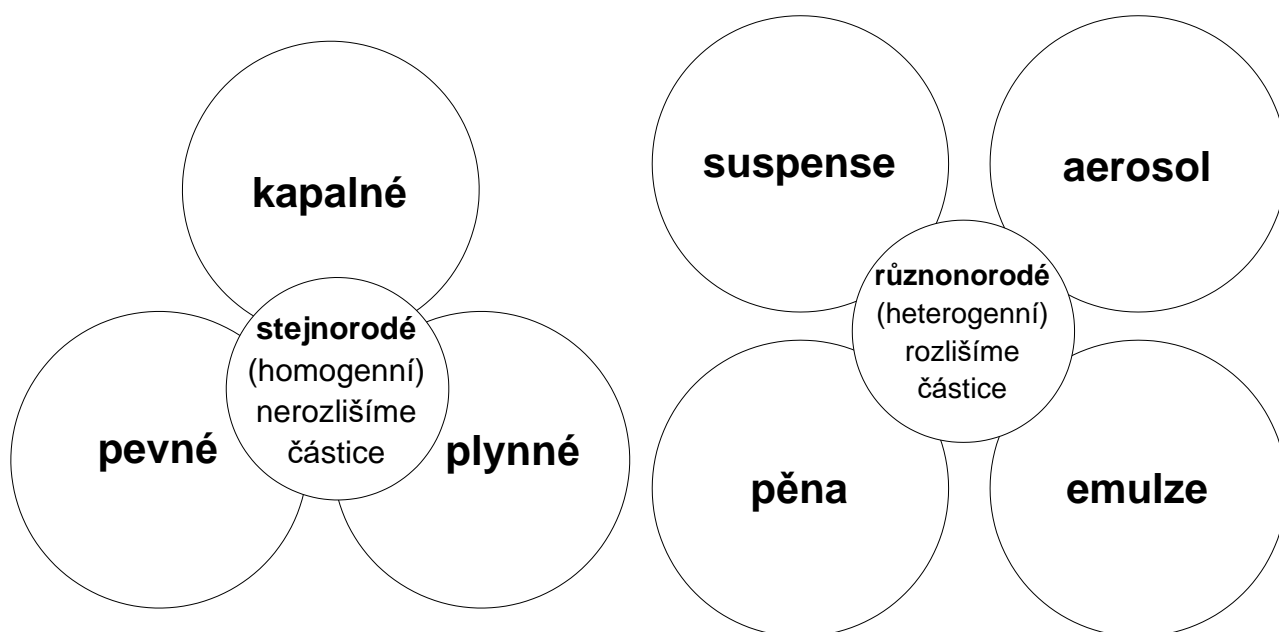 kapalné
stejnorodé
(homogenní)
nerozlišíme
částice
pevné
plynné
suspense
aerosol
různonorodé
(heterogenní)
rozlišíme
částice
pěna
emulze